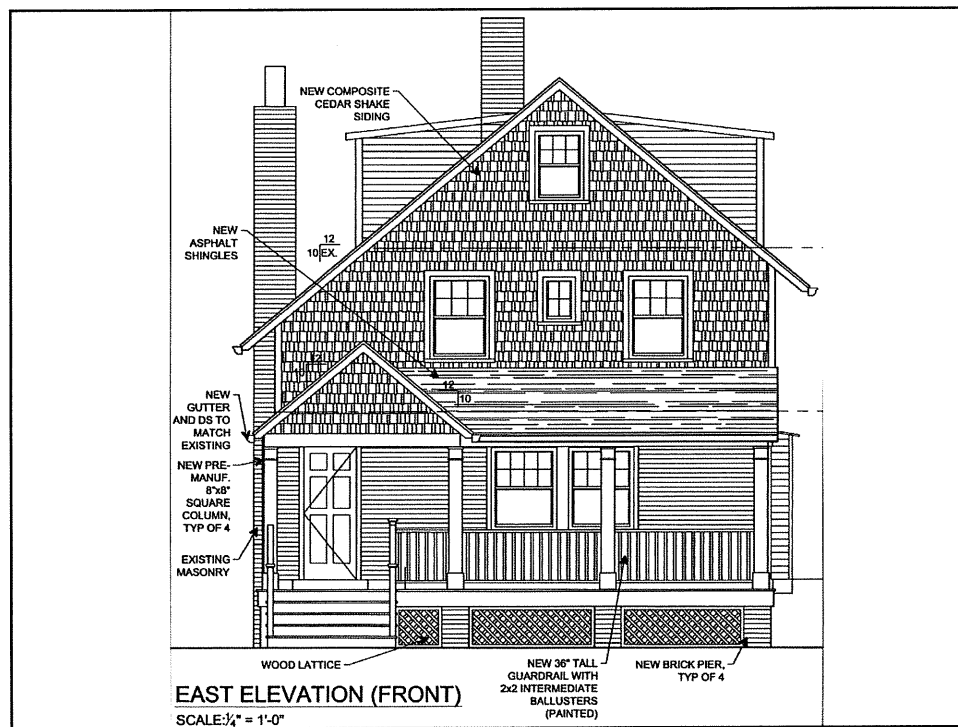 NEW COMPOSITE
CEDAR SHAKE
SIDING
NEW
ASPHALT
SHINGLES
12
10 EX.
12
10
12
10
NEW
GUTTER
AND DS TO
MATCH
EXISTING
NEW PRE-
MANUF.
8"x8"
SQUARE
COLUMN,
TYP OF 4
EXISTING
MASONRY
WOOD LATTICE
NEW 36" TALL
GUARDRAIL WITH
2x2 INTERMEDIATE
BALLUSTERS
(PAINTED)
NEW BRICK PIER,
TYP OF 4
EAST ELEVATION (FRONT)
SCALE:1/4" = 1'-0"